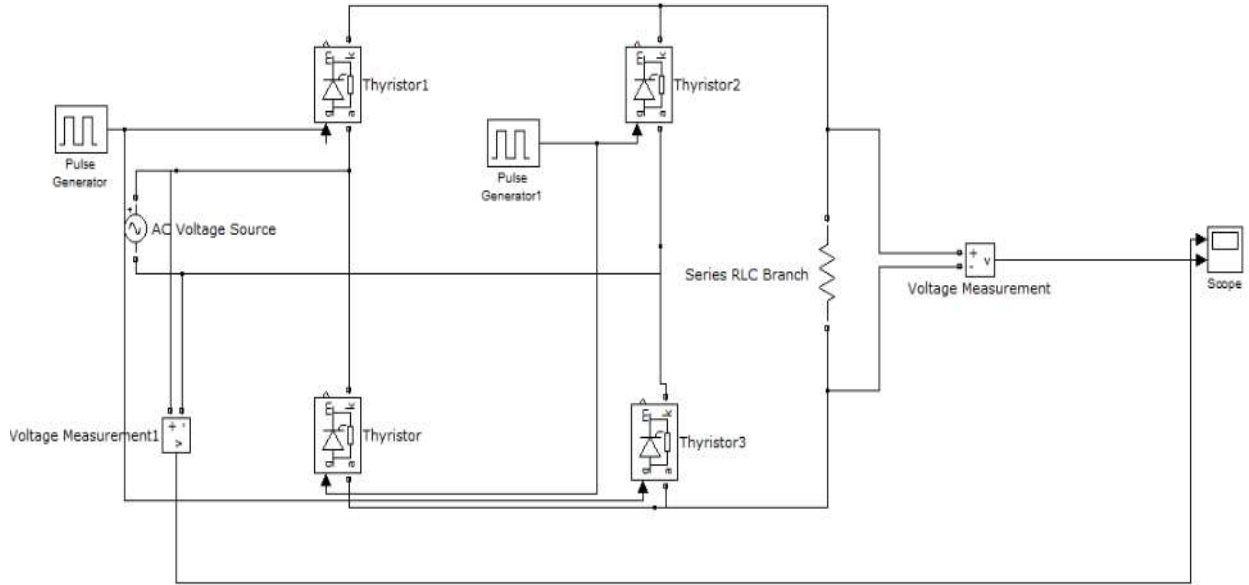 Thyristor1
Thyristor2
Pulse
Generator
Pulse
Generator1
AC Voltage Source
Series RLC Branch
Voltage Measurement
Scope
Voltage Measurement1
Thyristor
Thyristor3
m
k
g
a
m
k
g
a
m
k
g
a
m
k
g
a
+
-
v
+
-
v
+